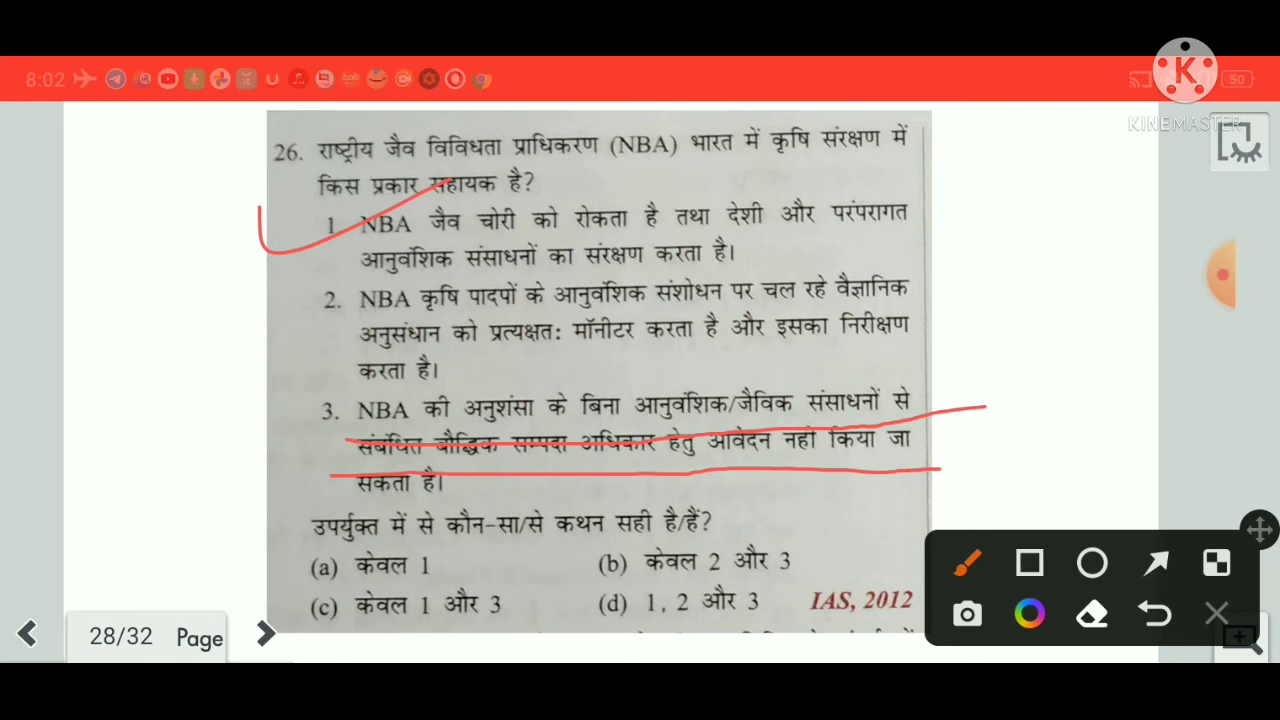 8:02
50
KINEMASTER
26. राष्ट्रीय जैव विविधता प्राधिकरण (NBA) भारत में कृषि संरक्षण में
किस प्रकार सहायक है?
1. NBA जैव चोरी को रोकता है तथा देशी और परंपरागत
आनुवंशिक संसाधनों का संरक्षण करता है।
2. NBA कृषि पादपों के आनुवंशिक संशोधन पर चल रहे वैज्ञानिक
अनुसंधान को प्रत्यक्षत: मॉनीटर करता है और इसका निरीक्षण
करता है।
3. NBA की अनुशंसा के बिना आनुवंशिक/जैविक संसाधनों से
संबंधित बौद्धिक सम्पदा अधिकार हेतु आवेदन नहीं किया जा
सकता है।
उपर्युक्त में से कौन-सा/से कथन सही है/हैं?
(a) केवल 1 (b) केवल 2 और 3
(c) केवल 1 और 3 (d) 1, 2 और 3 IAS, 2012
28/32 Page